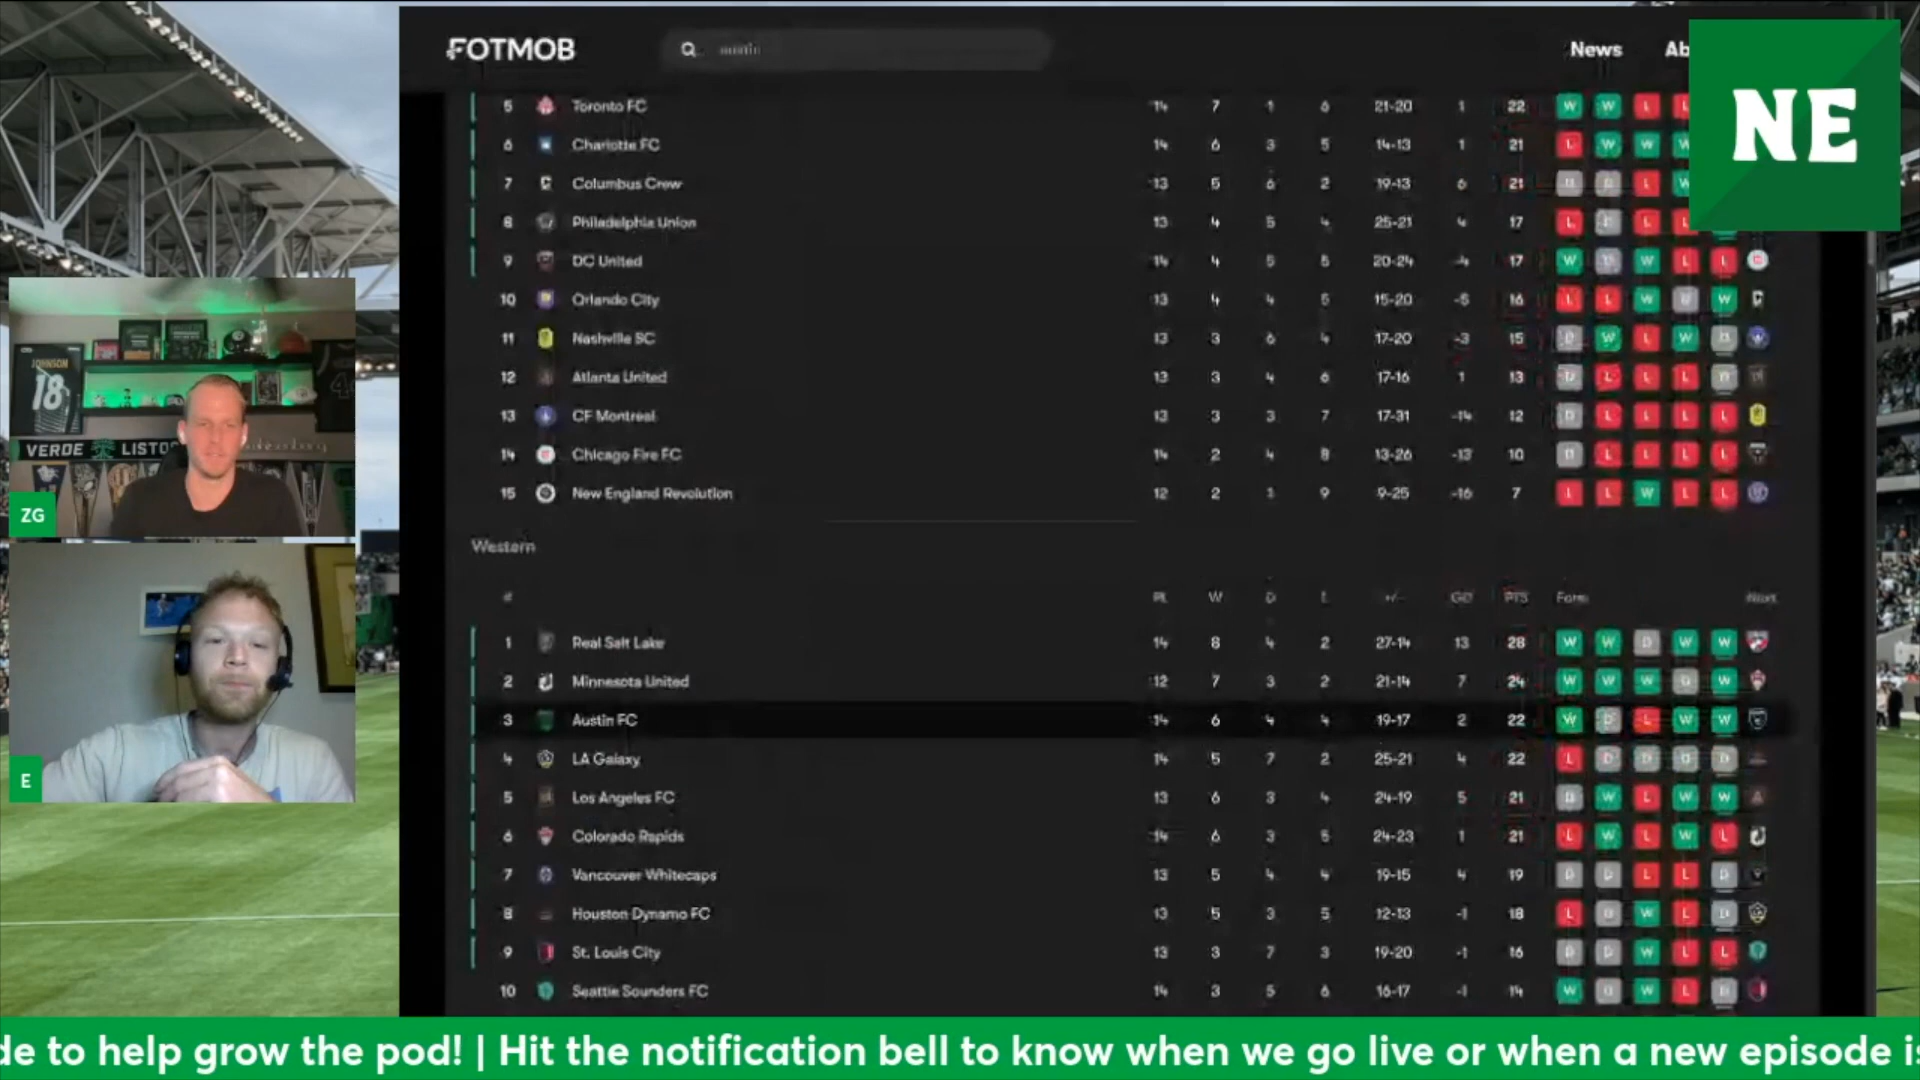 FOTMOB austin News Ab
NE
5 Toronto FC 14 7 1 6 21-20 1 22 W W L L
6 Charlotte FC 14 6 3 5 14-13 1 21 L W W W
7 Columbus Crew 13 5 6 2 19-13 6 21 D D L W
8 Philadelphia Union 13 4 5 4 25-21 4 17 L D L L
9 DC United 14 4 5 5 20-24 -4 17 W D W L L
10 Orlando City 13 4 4 5 15-20 -5 16 L L W D W
11 Nashville SC 13 3 6 4 17-20 -3 15 D W L W D
12 Atlanta United 13 3 4 6 17-16 1 13 D L L L D
13 CF Montreal 13 3 3 7 17-31 -14 12 D L L L L
14 Chicago Fire FC 14 2 4 8 13-26 -13 10 D L L L L
15 New England Revolution 12 2 1 9 9-25 -16 7 L L W L L
Western
# PL W D L +/- GD PTS Form Next
1 Real Salt Lake 14 8 4 2 27-14 13 28 W W D W W
2 Minnesota United 12 7 3 2 21-14 7 24 W W W D W
3 Austin FC 14 6 4 4 19-17 2 22 W D L W W
4 LA Galaxy 14 5 7 2 25-21 4 22 L D D D D
5 Los Angeles FC 13 6 3 4 24-19 5 21 D W L W W
6 Colorado Rapids 14 6 3 5 24-23 1 21 L W L W L
7 Vancouver Whitecaps 13 5 4 4 19-15 4 19 D D L L D
8 Houston Dynamo FC 13 5 3 5 12-13 -1 18 L D W L D
9 St. Louis City 13 3 7 3 19-20 -1 16 D D W L L
10 Seattle Sounders FC 14 3 5 6 16-17 -1 14 W D W L D
JOHNSON
18
4
VERDE LISTOS
ZG
E
de to help grow the pod! | Hit the notification bell to know when we go live or when a new episode is